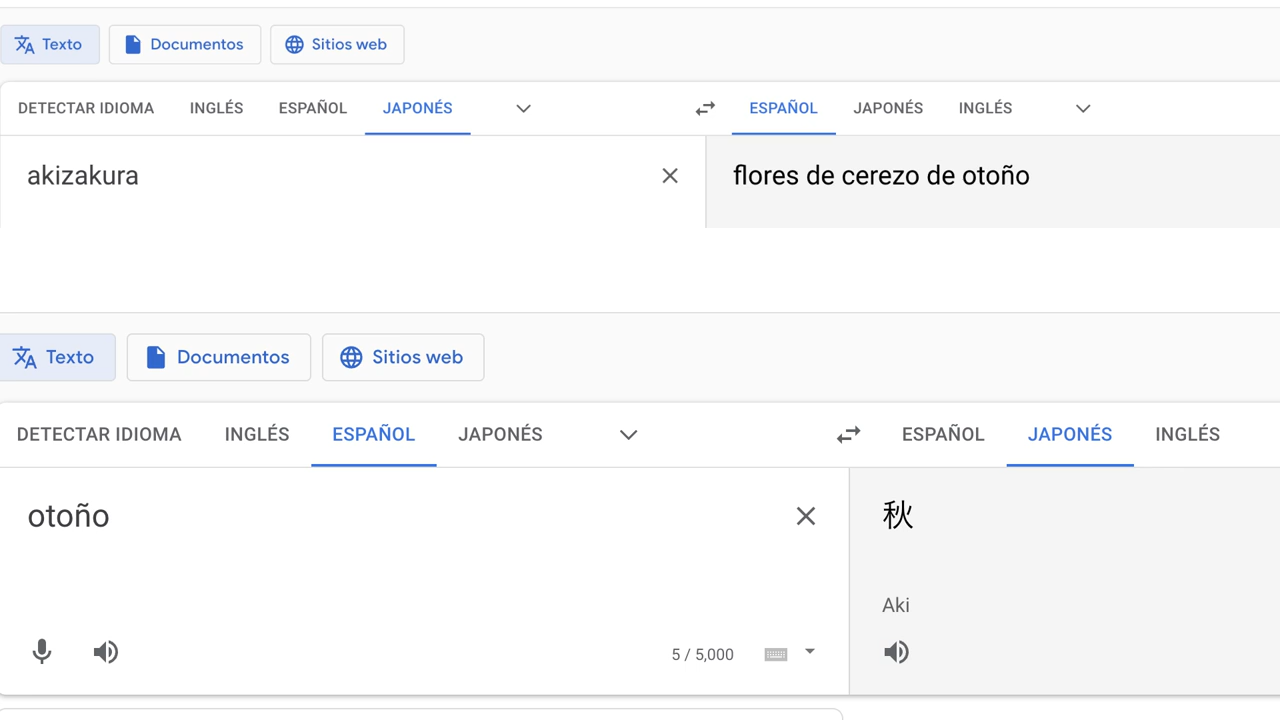 Texto Documentos Sitios web
DETECTAR IDIOMA INGLÉS ESPAÑOL JAPONÉS ESPAÑOL JAPONÉS INGLÉS
akizakura flores de cerezo de otoño
Texto Documentos Sitios web
DETECTAR IDIOMA INGLÉS ESPAÑOL JAPONÉS ESPAÑOL JAPONÉS INGLÉS
otoño 秋
Aki
5 / 5,000